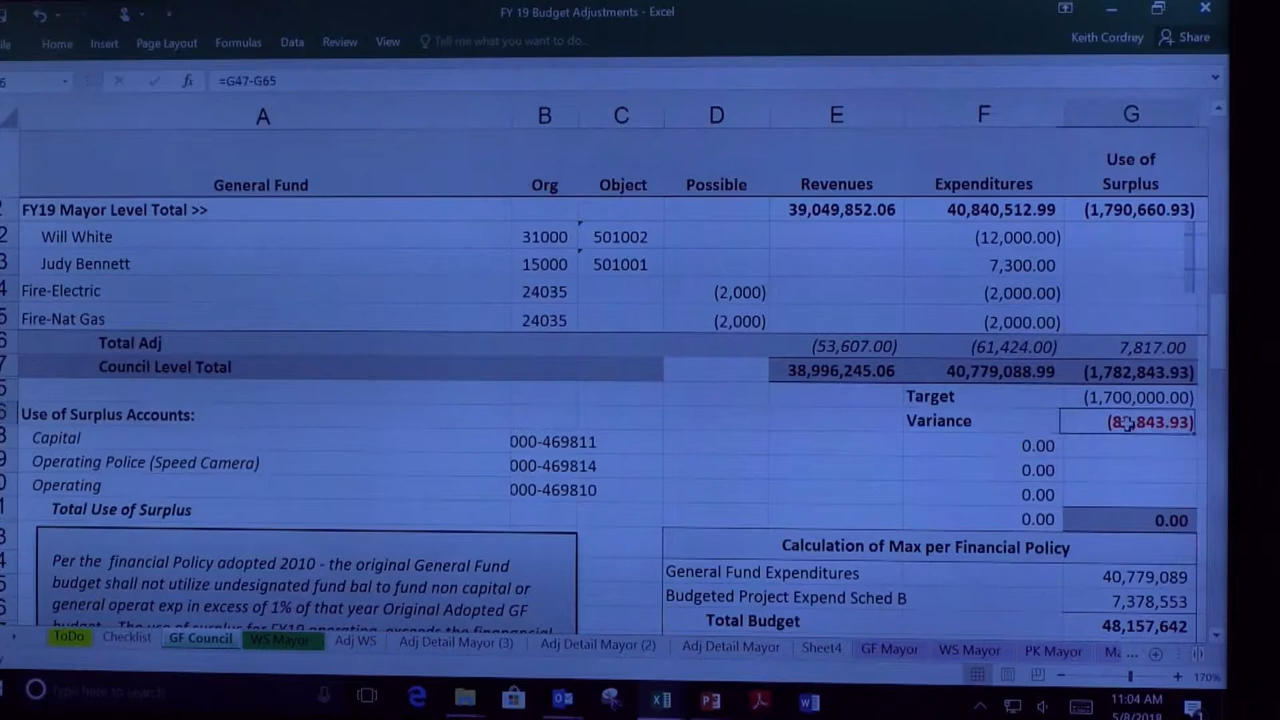 FY 19 Budget Adjustments - Excel
Home Insert Page Layout Formulas Data Review View Tell me what you want to do... Keith Cordrey Share
fx =G47-G65
A B C D E F G
General Fund Org Object Possible Revenues Expenditures Use of Surplus
FY19 Mayor Level Total >> 39,049,852.06 40,840,512.99 (1,790,660.93)
Will White 31000 501002 (12,000.00)
Judy Bennett 15000 501001 7,300.00
Fire-Electric 24035 (2,000) (2,000.00)
Fire-Nat Gas 24035 (2,000) (2,000.00)
Total Adj (53,607.00) (61,424.00) 7,817.00
Council Level Total 38,996,245.06 40,779,088.99 (1,782,843.93)
Target (1,700,000.00)
Use of Surplus Accounts: Variance
Capital 000-469811 0.00
Operating Police (Speed Camera) 000-469814 0.00
Operating 000-469810 0.00
Total Use of Surplus 0.00 0.00
Per the financial Policy adopted 2010 - the original General Fund
budget shall not utilize undesignated fund bal to fund non capital or
general operat exp in excess of 1% of that year Original Adopted GF
Calculation of Max per Financial Policy
General Fund Expenditures 40,779,089
Budgeted Project Expend Sched B 7,378,553
Total Budget 48,157,642
ToDo Checklist GF Council WS Mayor Adj WS Adj Detail Mayor (3) Adj Detail Mayor (2) Adj Detail Mayor Sheet4 GF Mayor WS Mayor PK Mayor
170%
Type here to search
11:04 AM
5/8/2018